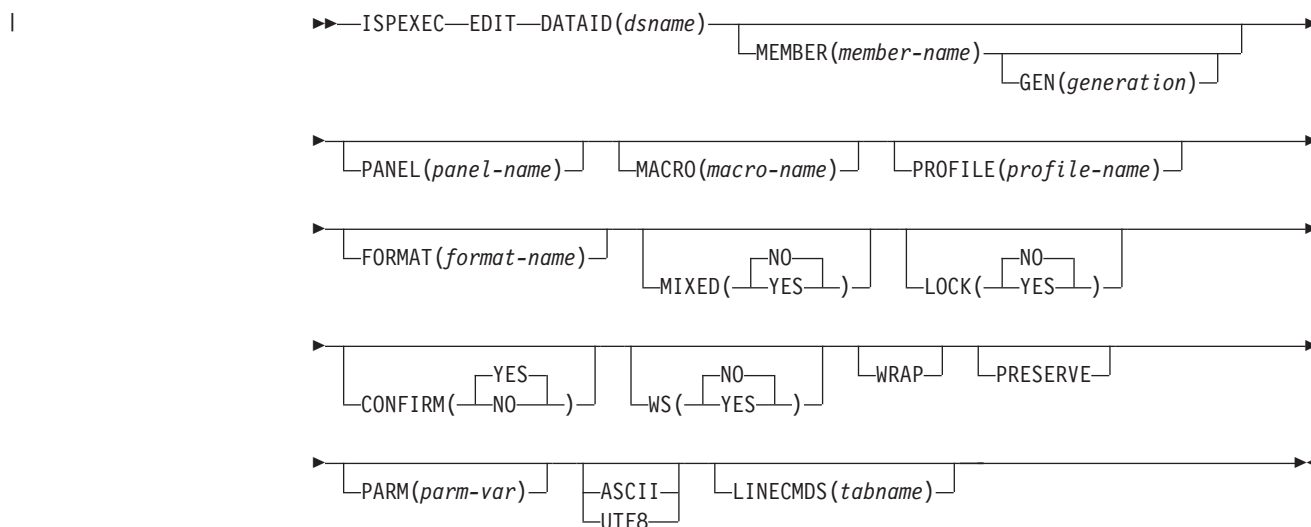 | ISPEXEC EDIT DATAID(dsname)
MEMBER(member-name)
GEN(generation)
PANEL(panel-name) MACRO(macro-name) PROFILE(profile-name)
FORMAT(format-name) MIXED( NO YES ) LOCK( NO YES )
CONFIRM( YES NO ) WS( NO YES ) WRAP PRESERVE
PARM(parm-var) ASCII LINECMDS(tabname)
UTF8